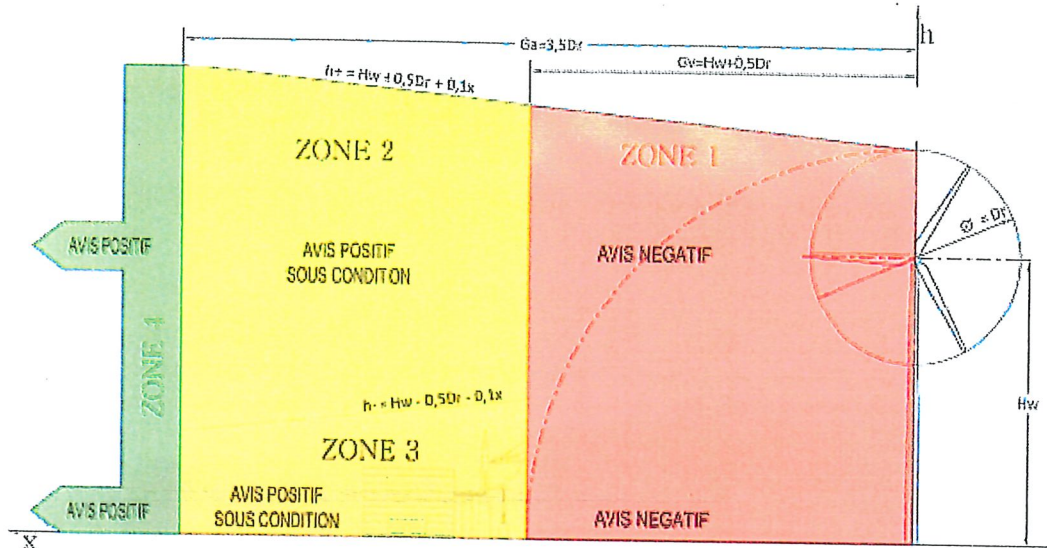 h
Ga=3,5Dr
Gv=Hw+0,5Dr
h+ = Hw + 0,5Dr + 0,1x
ZONE 2
ZONE 1
Ø = Dr
AVIS POSITIF
AVIS POSITIF
SOUS CONDITION
AVIS NEGATIF
ZONE 4
h- = Hw - 0,5Dr - 0,1x
Hw
ZONE 3
AVIS POSITIF
SOUS CONDITION
AVIS POSITIF
AVIS NEGATIF
x